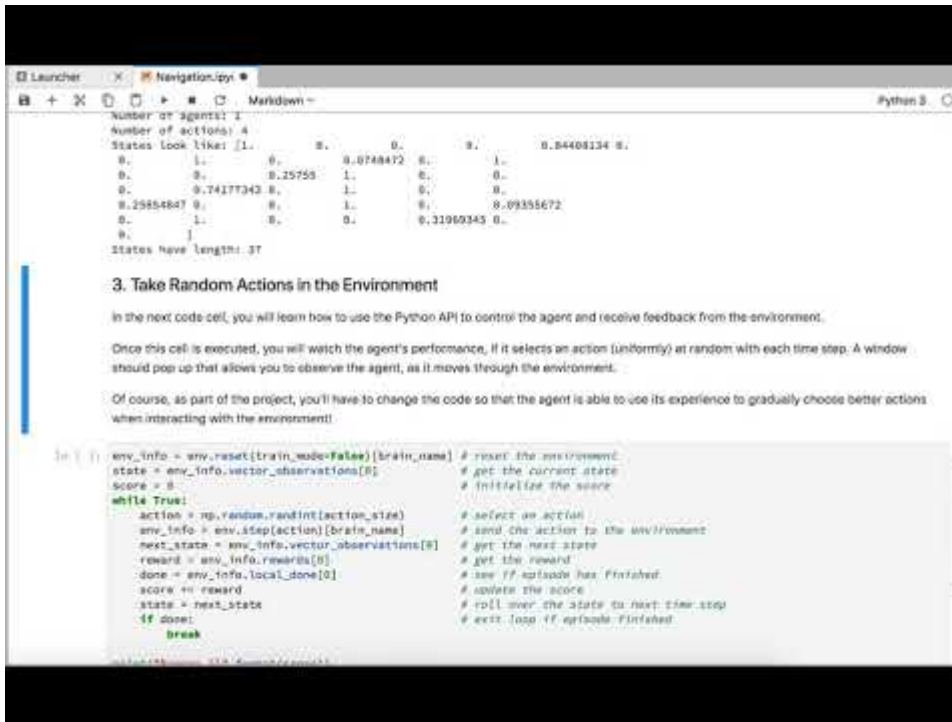 Launcher
Navigation.ipyn
Markdown
Python 3
Number of agents: 1
Number of actions: 4
States look like: [1. 0. 0. 0. 0.84408134 0.
0. 1. 0. 0.0748472 0. 1.
0. 0. 0.25755 1. 0. 0.
0. 0.74177343 0. 1. 0. 0.
0.25854847 0. 0. 1. 0. 0.09355672
0. 1. 0. 0. 0.31969345 0.
0. ]
States have length: 37
3. Take Random Actions in the Environment
In the next code cell, you will learn how to use the Python API to control the agent and receive feedback from the environment.
Once this cell is executed, you will watch the agent's performance, if it selects an action (uniformly) at random with each time step. A window
should pop up that allows you to observe the agent, as it moves through the environment.
Of course, as part of the project, you'll have to change the code so that the agent is able to use its experience to gradually choose better actions
when interacting with the environment!
In [ ]: env_info = env.reset(train_mode=False)[brain_name] # reset the environment
state = env_info.vector_observations[0] # get the current state
score = 0 # initialize the score
while True:
action = np.random.randint(action_size) # select an action
env_info = env.step(action)[brain_name] # send the action to the environment
next_state = env_info.vector_observations[0] # get the next state
reward = env_info.rewards[0] # get the reward
done = env_info.local_done[0] # see if episode has finished
score += reward # update the score
state = next_state # roll over the state to next time step
if done: # exit loop if episode finished
break